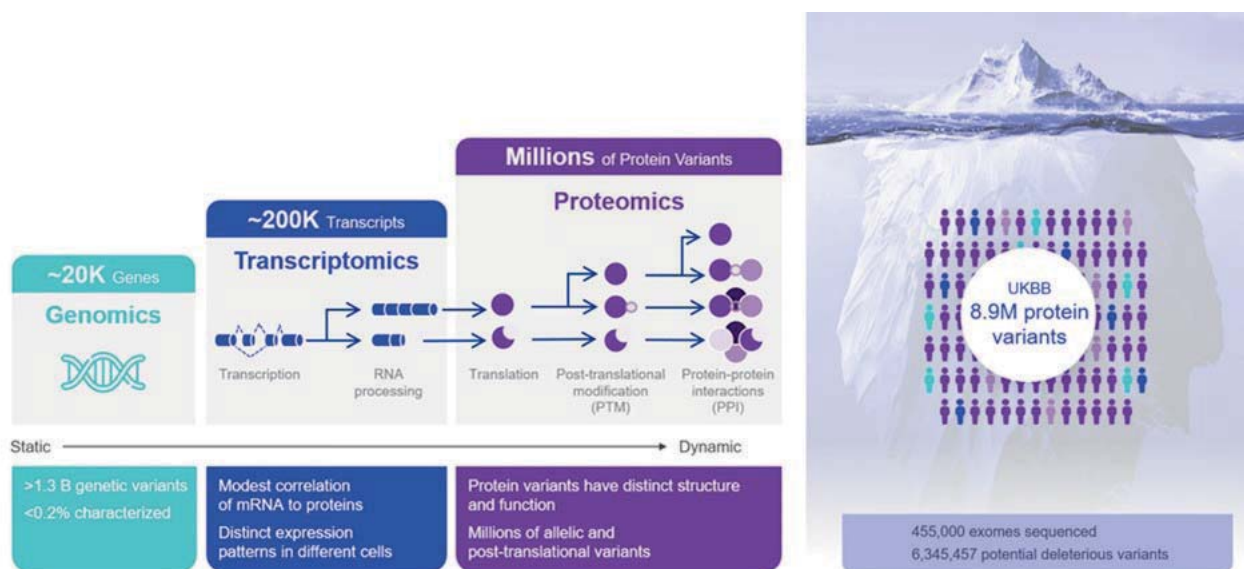 ~20K Genes
Genomics
~200K Transcripts
Transcriptomics
Transcription
RNA
processing
Millions of Protein Variants
Proteomics
Translation
Post-translational
modification
(PTM)
Protein-protein
interactions
(PPI)
Static
Dynamic
>1.3 B genetic variants
<0.2% characterized
Modest correlation
of mRNA to proteins
Distinct expression
patterns in different cells
Protein variants have distinct structure
and function
Millions of allelic and
post-translational variants
UKBB
8.9M protein
variants
455,000 exomes sequenced
6,345,457 potential deleterious variants